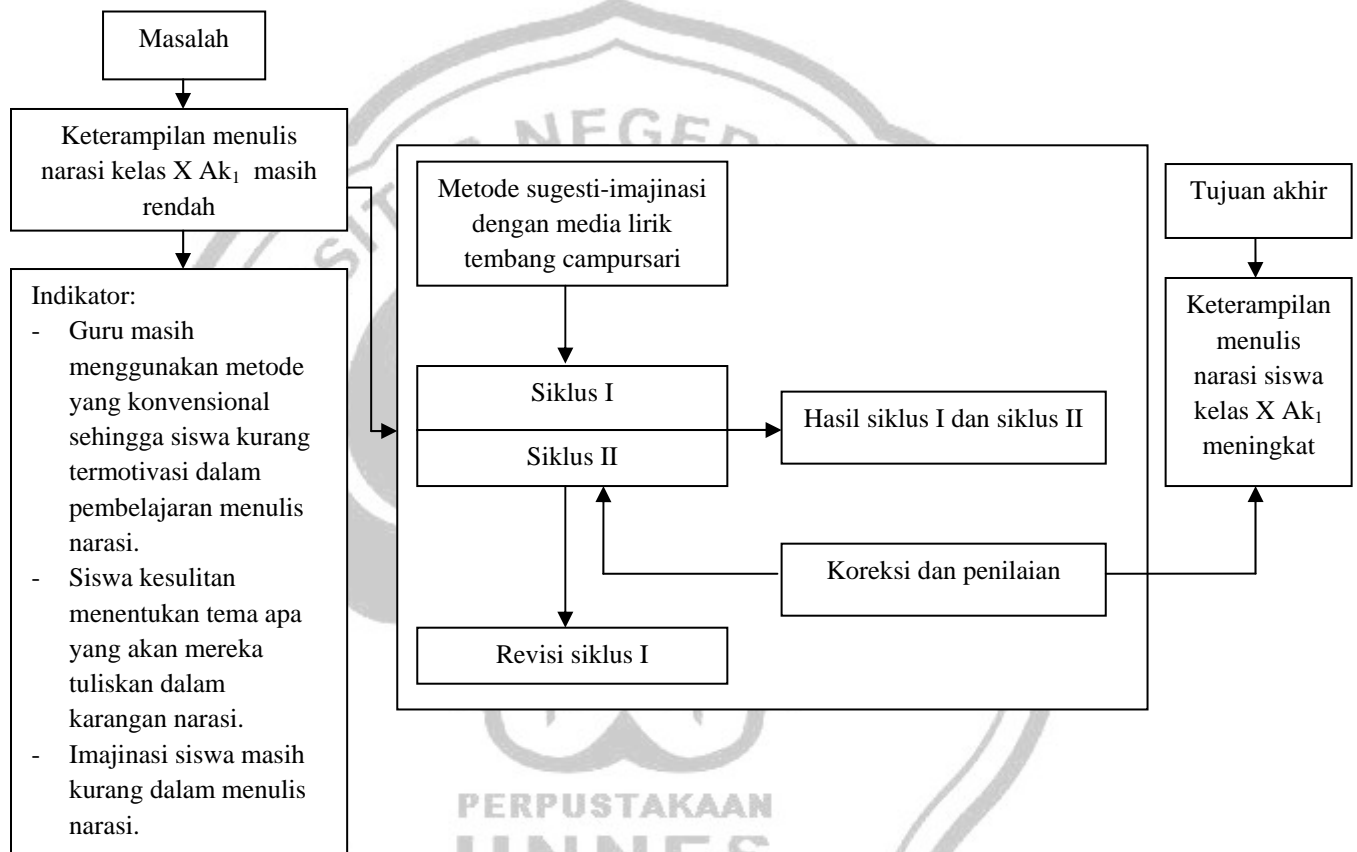 Masalah
Keterampilan menulis
narasi kelas X Ak₁ masih
rendah
Indikator:
- Guru masih
menggunakan metode
yang konvensional
sehingga siswa kurang
termotivasi dalam
pembelajaran menulis
narasi.
- Siswa kesulitan
menentukan tema apa
yang akan mereka
tuliskan dalam
karangan narasi.
- Imajinasi siswa masih
kurang dalam menulis
narasi.
Metode sugesti-imajinasi
dengan media lirik
tembang campursari
Siklus I
Siklus II
Revisi siklus I
Hasil siklus I dan siklus II
Koreksi dan penilaian
Tujuan akhir
Keterampilan
menulis
narasi siswa
kelas X Ak₁
meningkat
PERPUSTAKAAN
UNNES